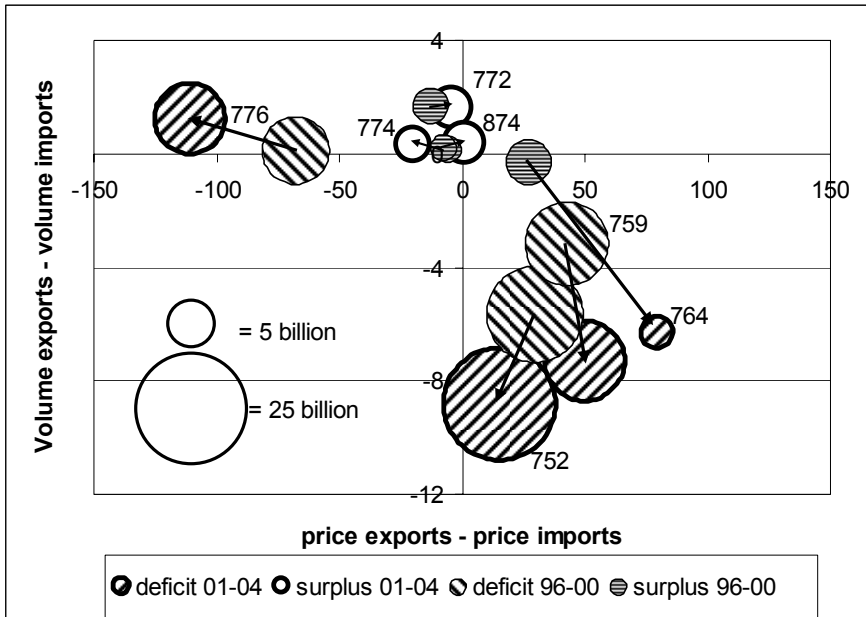 4
772
776
774
874
0
-150
-100
-50
0
50
100
150
759
-4
764
= 5 billion
-8
= 25 billion
752
-12
Volume exports - volume imports
price exports - price imports
deficit 01-04
surplus 01-04
deficit 96-00
surplus 96-00